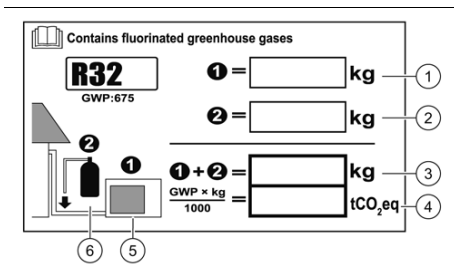 Contains fluorinated greenhouse gases
R32
GWP:675
❶ = kg ①
❷ = kg ②
❷
❶
❶+❷ = kg ③
GWP × kg
1000
= tCO₂eq ④
⑥ ⑤